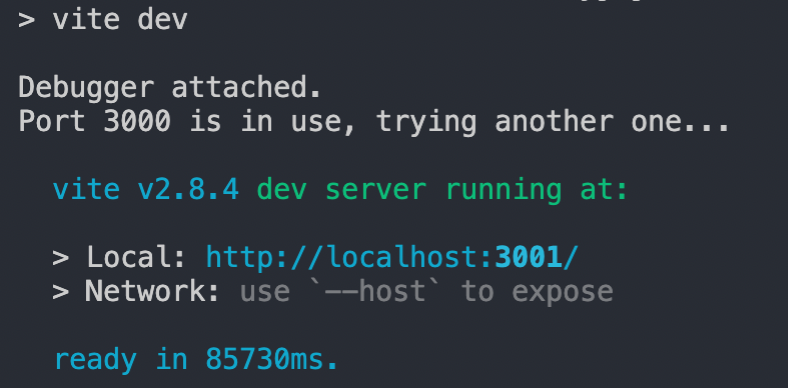 > vite dev
Debugger attached.
Port 3000 is in use, trying another one...
vite v2.8.4 dev server running at:
> Local: http://localhost:3001/
> Network: use `--host` to expose
ready in 85730ms.